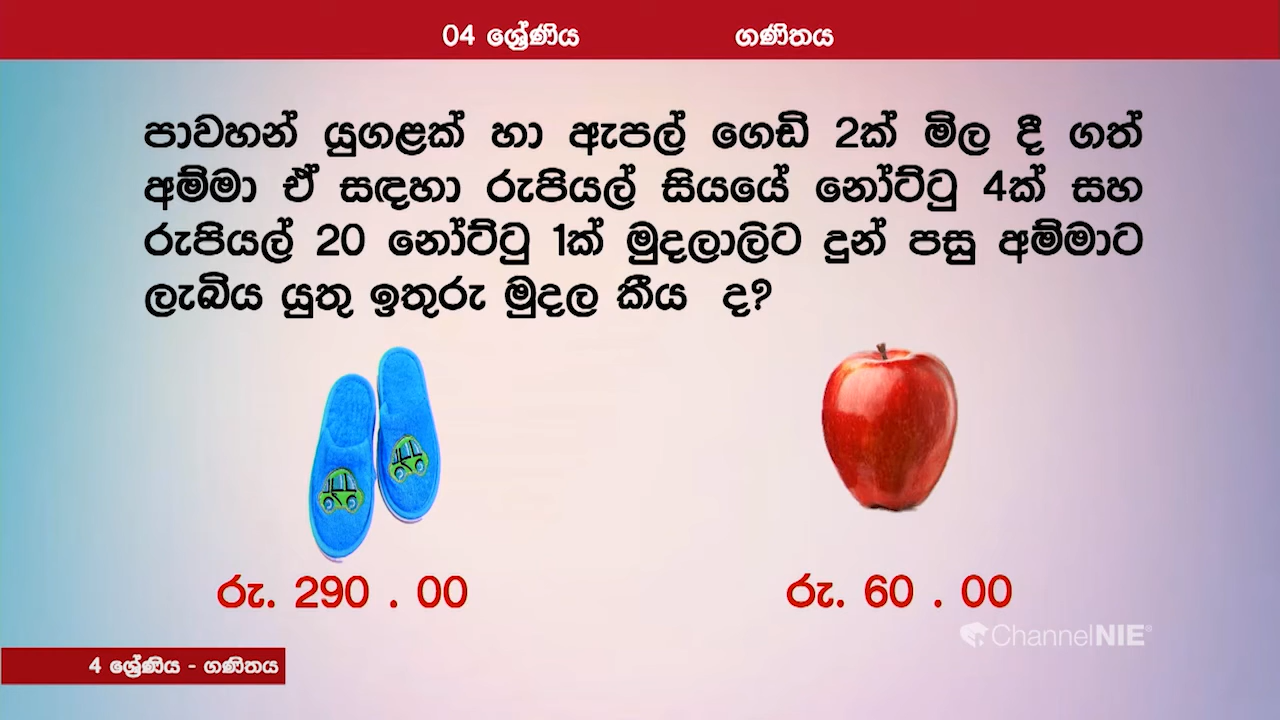 04 ශ්‍රේණිය ගණිතය
පාවහන් යුගළක් හා ඇපල් ගෙඩි 2ක් මිල දී ගත්
අම්මා ඒ සඳහා රුපියල් සියයේ නෝට්ටු 4ක් සහ
රුපියල් 20 නෝට්ටු 1ක් මුදලාලිට දුන් පසු අම්මාට
ලැබිය යුතු ඉතුරු මුදල කීය ද?
රු. 290 . 00 රු. 60 . 00
ChannelNIE®
4 ශ්‍රේණිය - ගණිතය